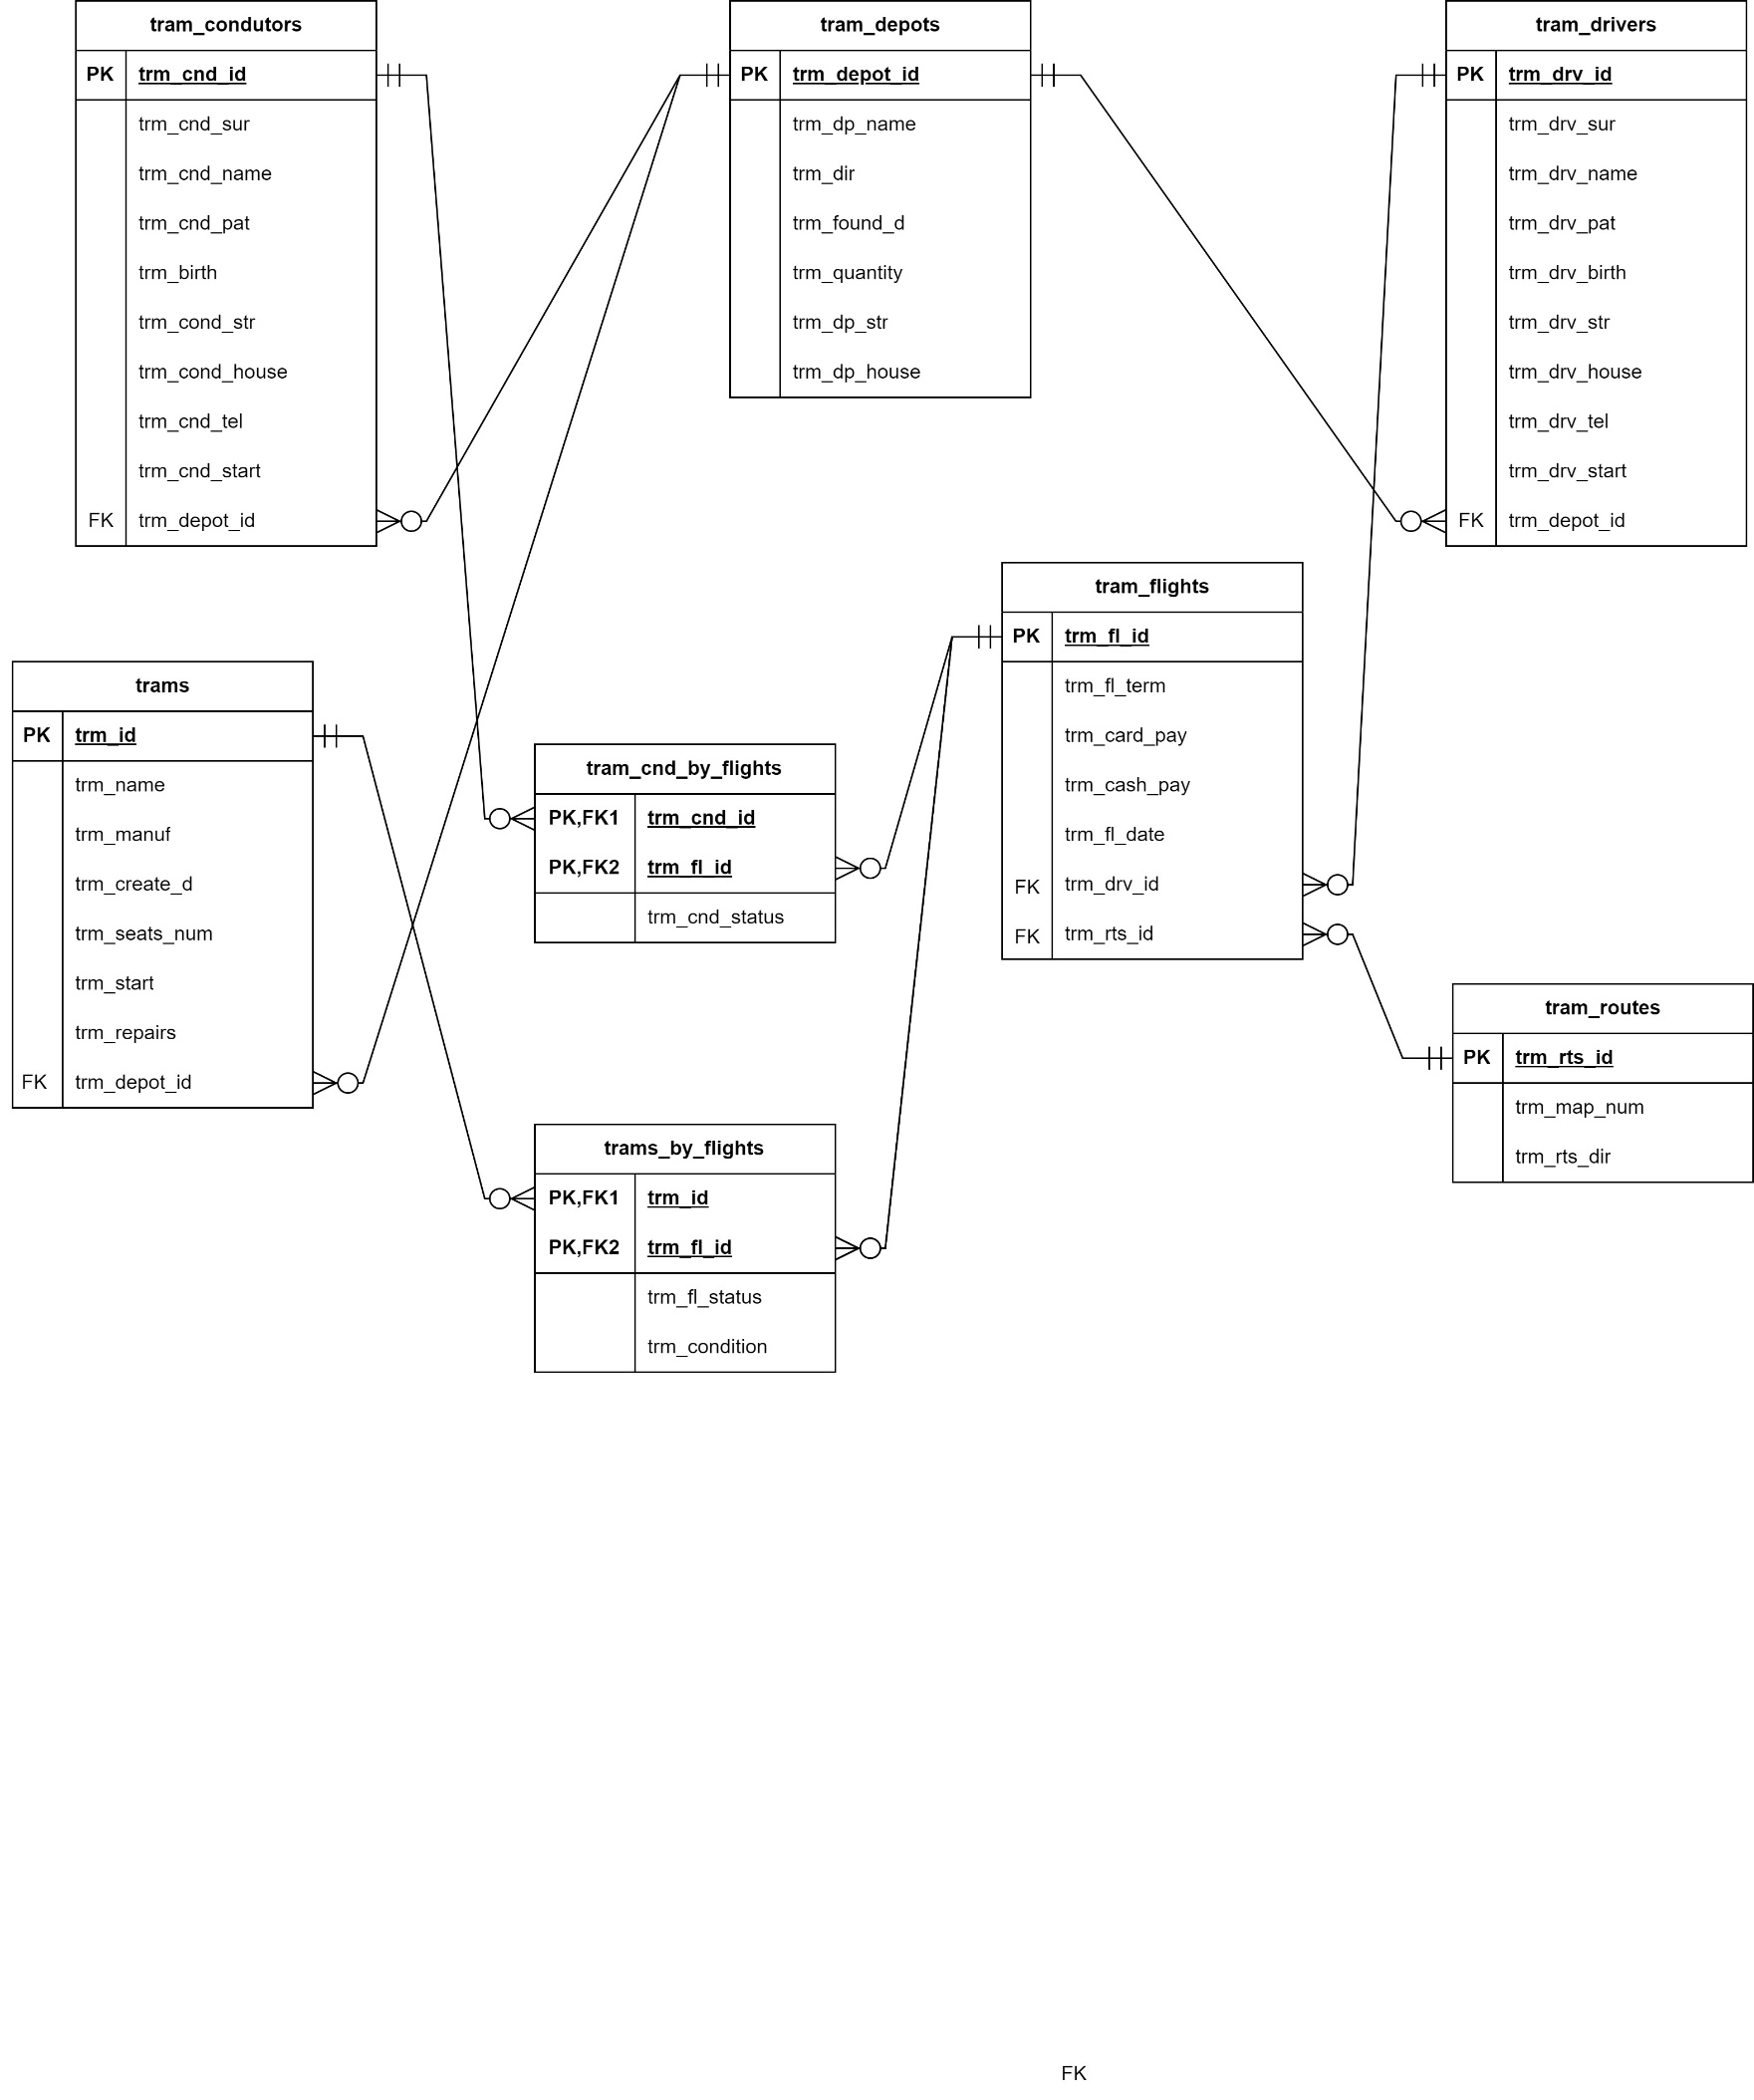 tram_condutors
PK trm_cnd_id
trm_cnd_sur
trm_cnd_name
trm_cnd_pat
trm_birth
trm_cond_str
trm_cond_house
trm_cnd_tel
trm_cnd_start
FK trm_depot_id
tram_depots
PK trm_depot_id
trm_dp_name
trm_dir
trm_found_d
trm_quantity
trm_dp_str
trm_dp_house
tram_drivers
PK trm_drv_id
trm_drv_sur
trm_drv_name
trm_drv_pat
trm_drv_birth
trm_drv_str
trm_drv_house
trm_drv_tel
trm_drv_start
FK trm_depot_id
trams
PK trm_id
trm_name
trm_manuf
trm_create_d
trm_seats_num
trm_start
trm_repairs
FK trm_depot_id
tram_cnd_by_flights
PK,FK1 trm_cnd_id
PK,FK2 trm_fl_id
trm_cnd_status
tram_flights
PK trm_fl_id
trm_fl_term
trm_card_pay
trm_cash_pay
trm_fl_date
FK trm_drv_id
FK trm_rts_id
tram_routes
PK trm_rts_id
trm_map_num
trm_rts_dir
trams_by_flights
PK,FK1 trm_id
PK,FK2 trm_fl_id
trm_fl_status
trm_condition
FK